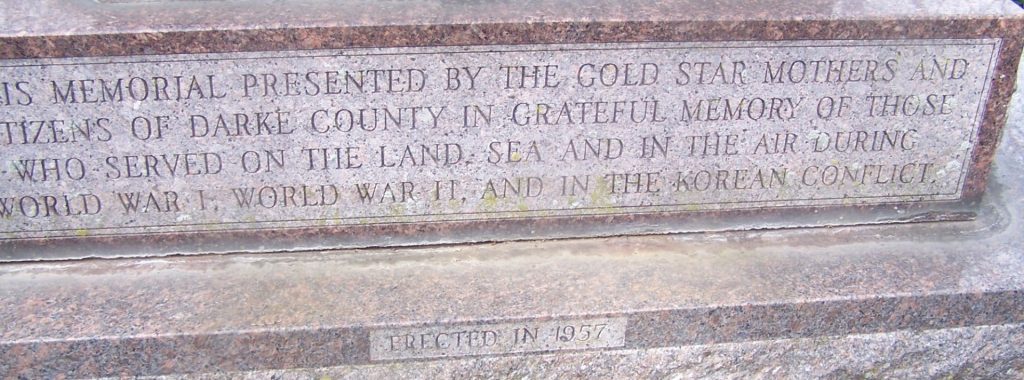 IS MEMORIAL PRESENTED BY THE GOLD STAR MOTHERS AND
TIZENS OF DARKE COUNTY IN GRATEFUL MEMORY OF THOSE
WHO SERVED ON THE LAND, SEA AND IN THE AIR DURING
WORLD WAR I, WORLD WAR II, AND IN THE KOREAN CONFLICT.
ERECTED IN 1957